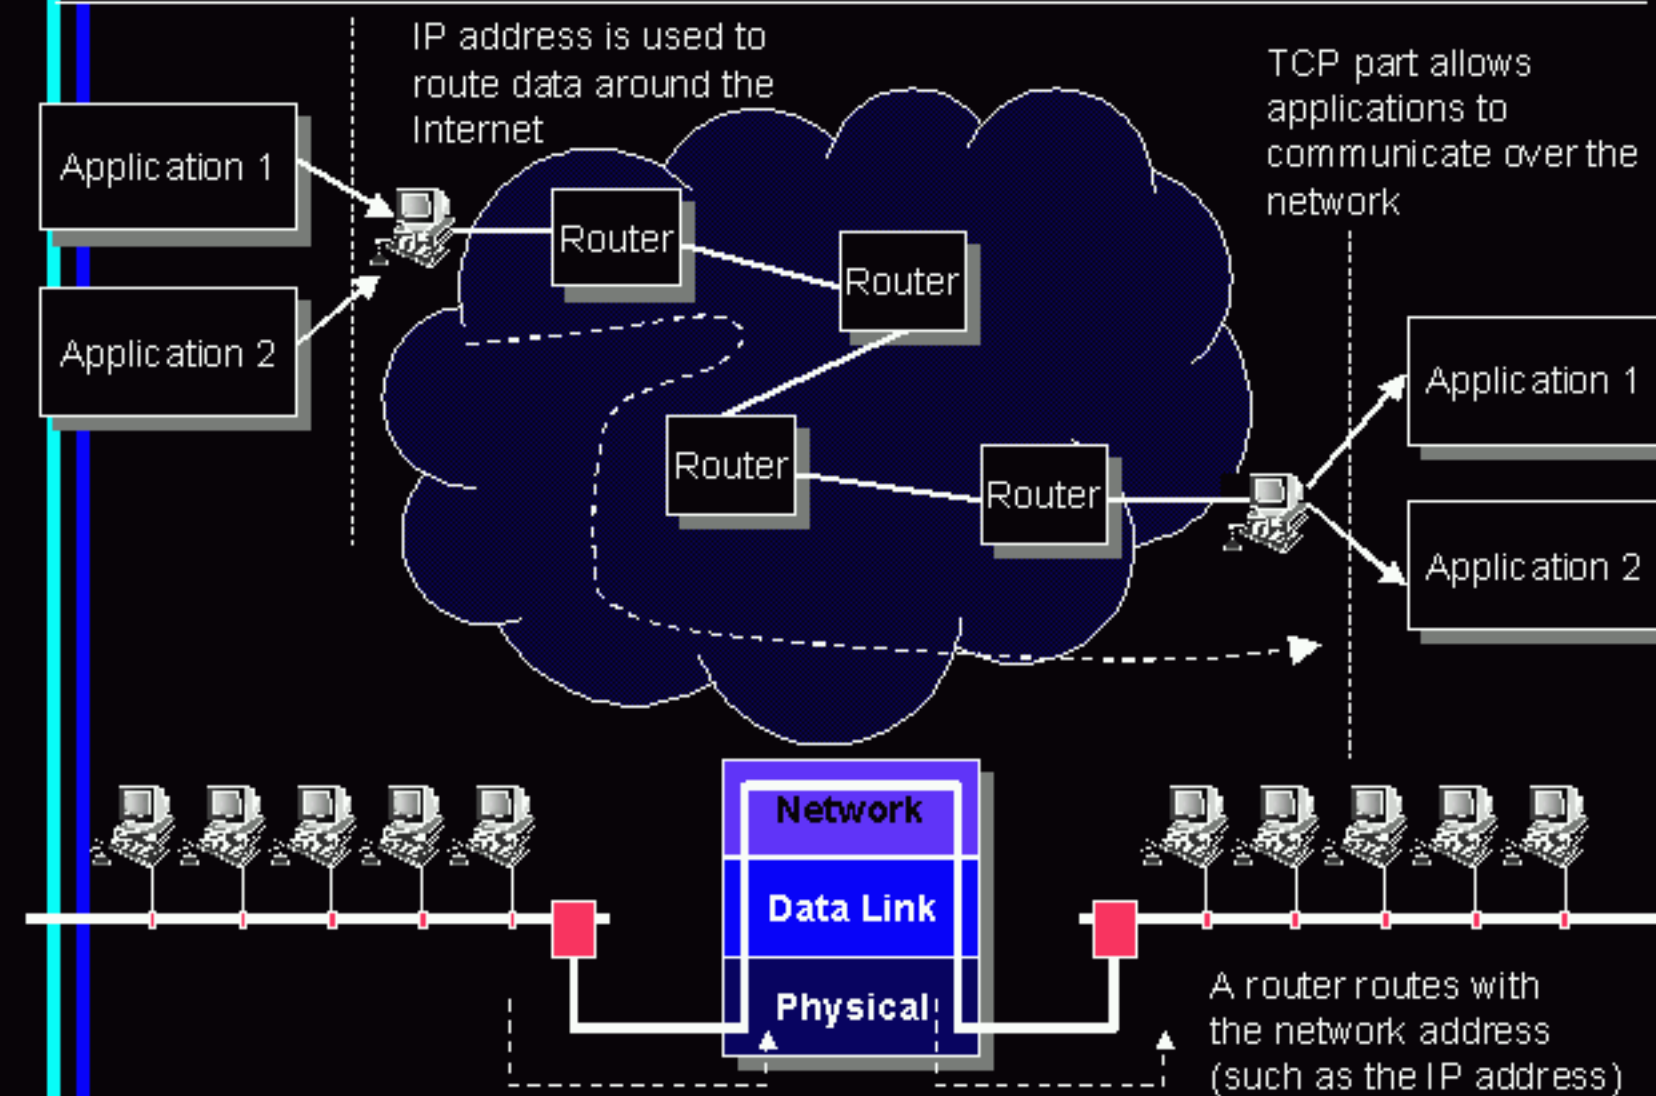 IP address is used to
route data around the
Internet
TCP part allows
applications to
communicate over the
network
Application 1
Application 2
Router
Router
Router
Router
Application 1
Application 2
Network
Data Link
Physical
A router routes with
the network address
(such as the IP address)